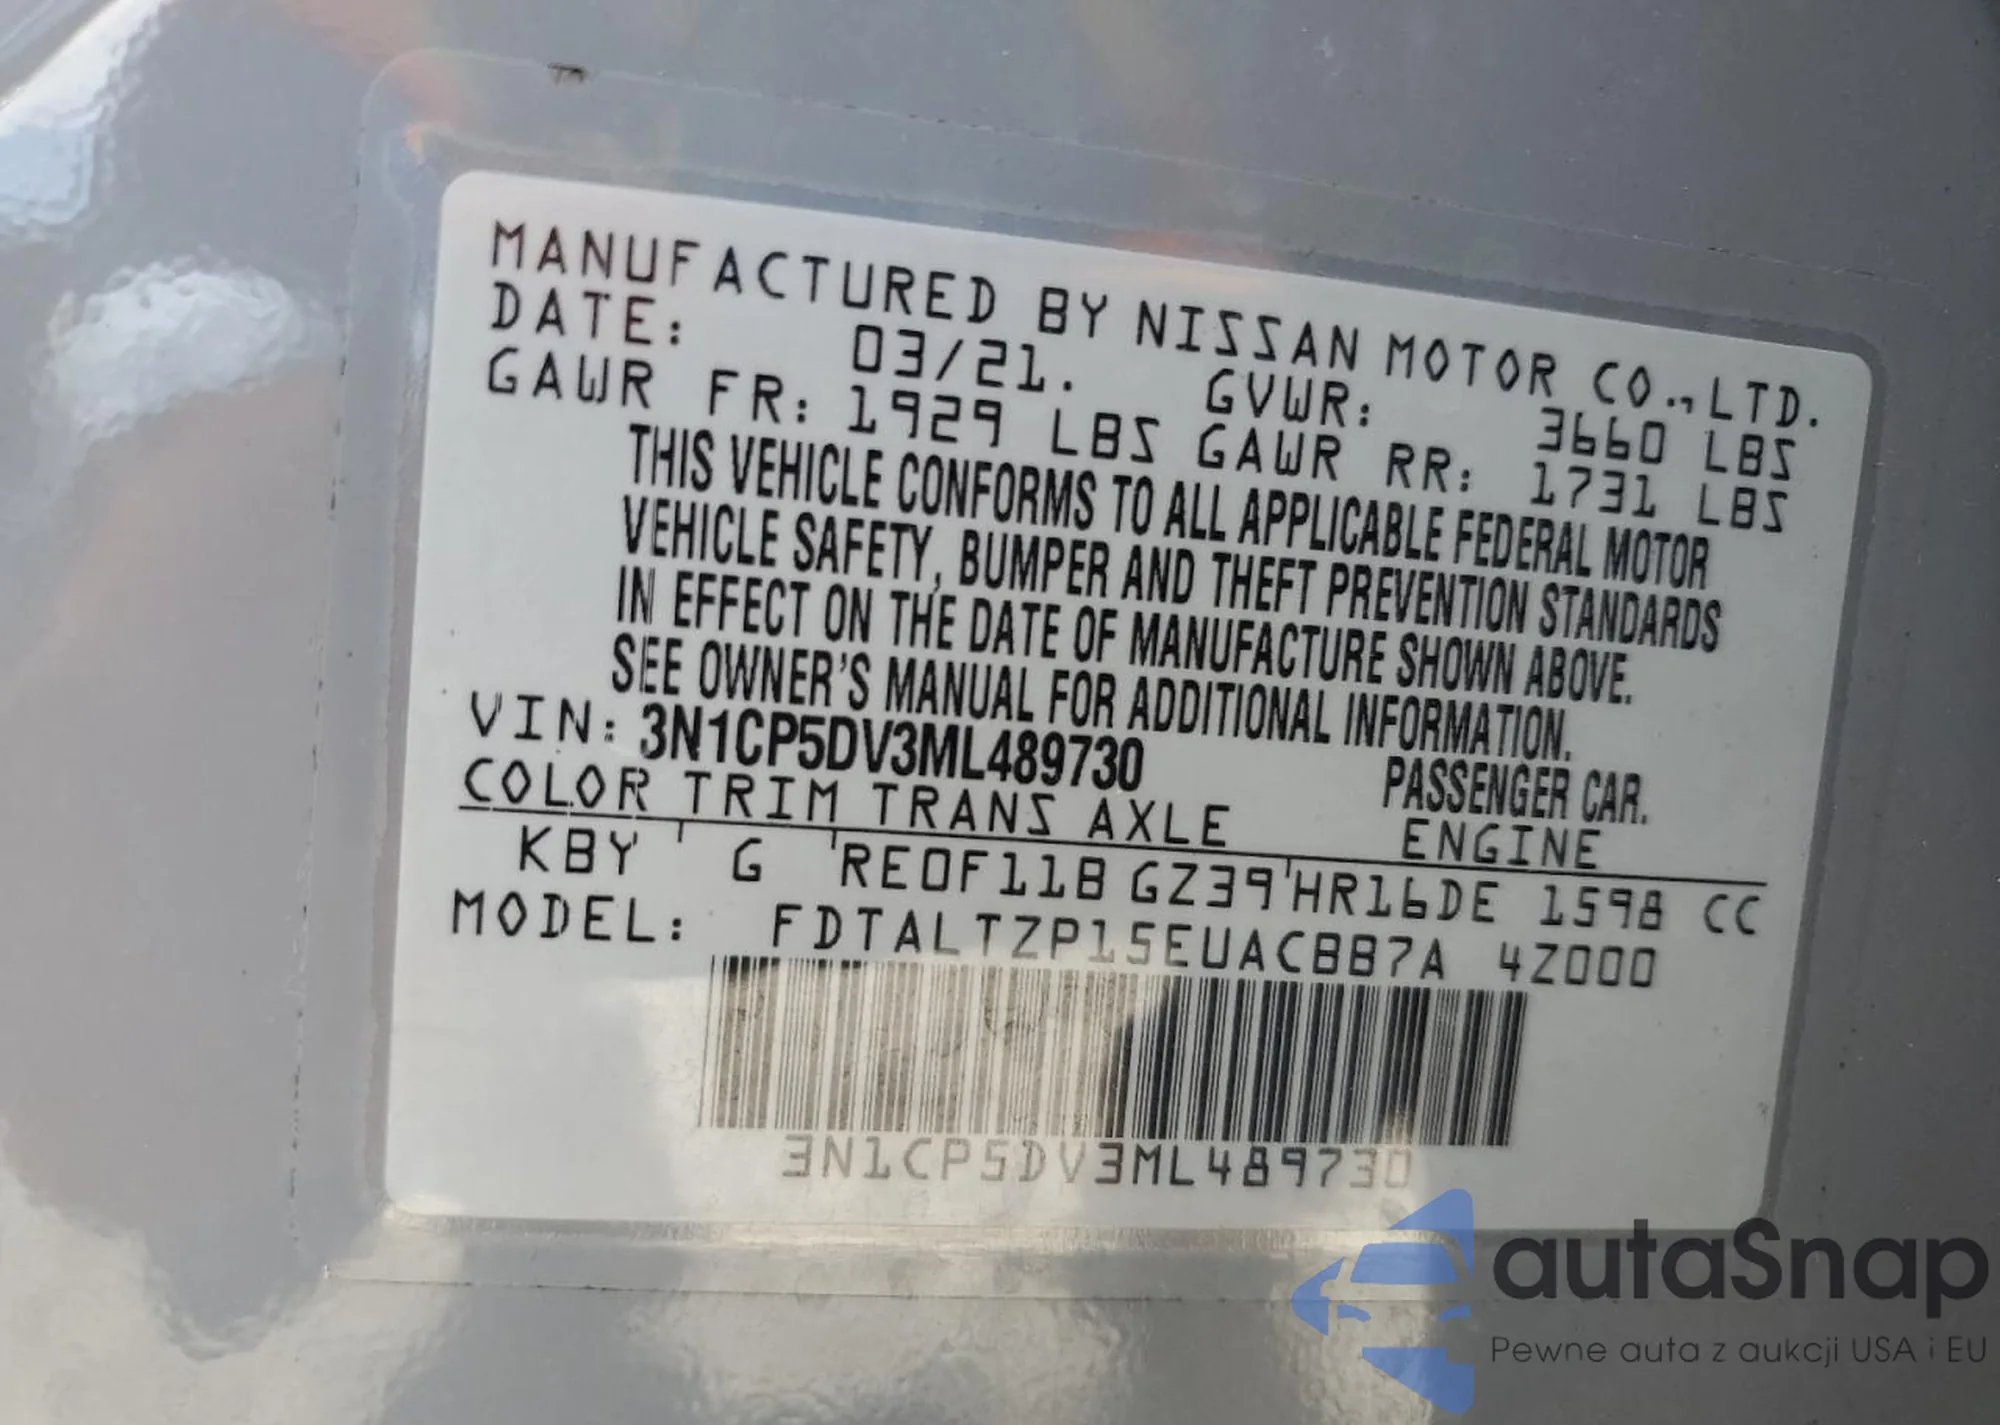 MANUFACTURED BY NISSAN MOTOR CO.,LTD.
DATE: 03/21. GVWR: 3660 LBS
GAWR FR: 1929 LBS GAWR RR: 1731 LBS
THIS VEHICLE CONFORMS TO ALL APPLICABLE FEDERAL MOTOR
VEHICLE SAFETY, BUMPER AND THEFT PREVENTION STANDARDS
IN EFFECT ON THE DATE OF MANUFACTURE SHOWN ABOVE.
SEE OWNER'S MANUAL FOR ADDITIONAL INFORMATION.
VIN: 3N1CP5DV3ML489730 PASSENGER CAR.
COLOR TRIM TRANS AXLE ENGINE
KBY G RE0F11B GZ39 HR16DE 1598 CC
MODEL: FDTALTZP15EUACBB7A 4Z000
3N1CP5DV3ML489730
autaSnap
Pewne auta z aukcji USA i EU